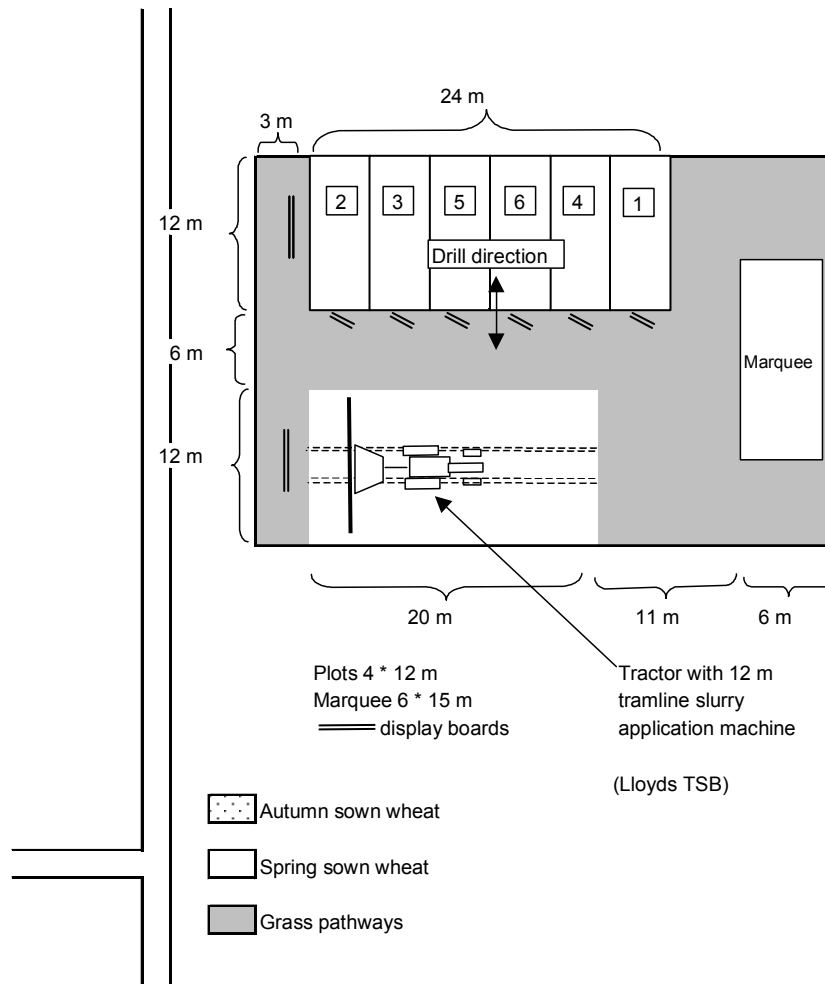 24 m
3 m
12 m
2 3 5 6 4 1
Drill direction
6 m
Marquee
12 m
20 m 11 m 6 m
Plots 4 * 12 m
Marquee 6 * 15 m
display boards
Tractor with 12 m
tramline slurry
application machine
(Lloyds TSB)
Autumn sown wheat
Spring sown wheat
Grass pathways